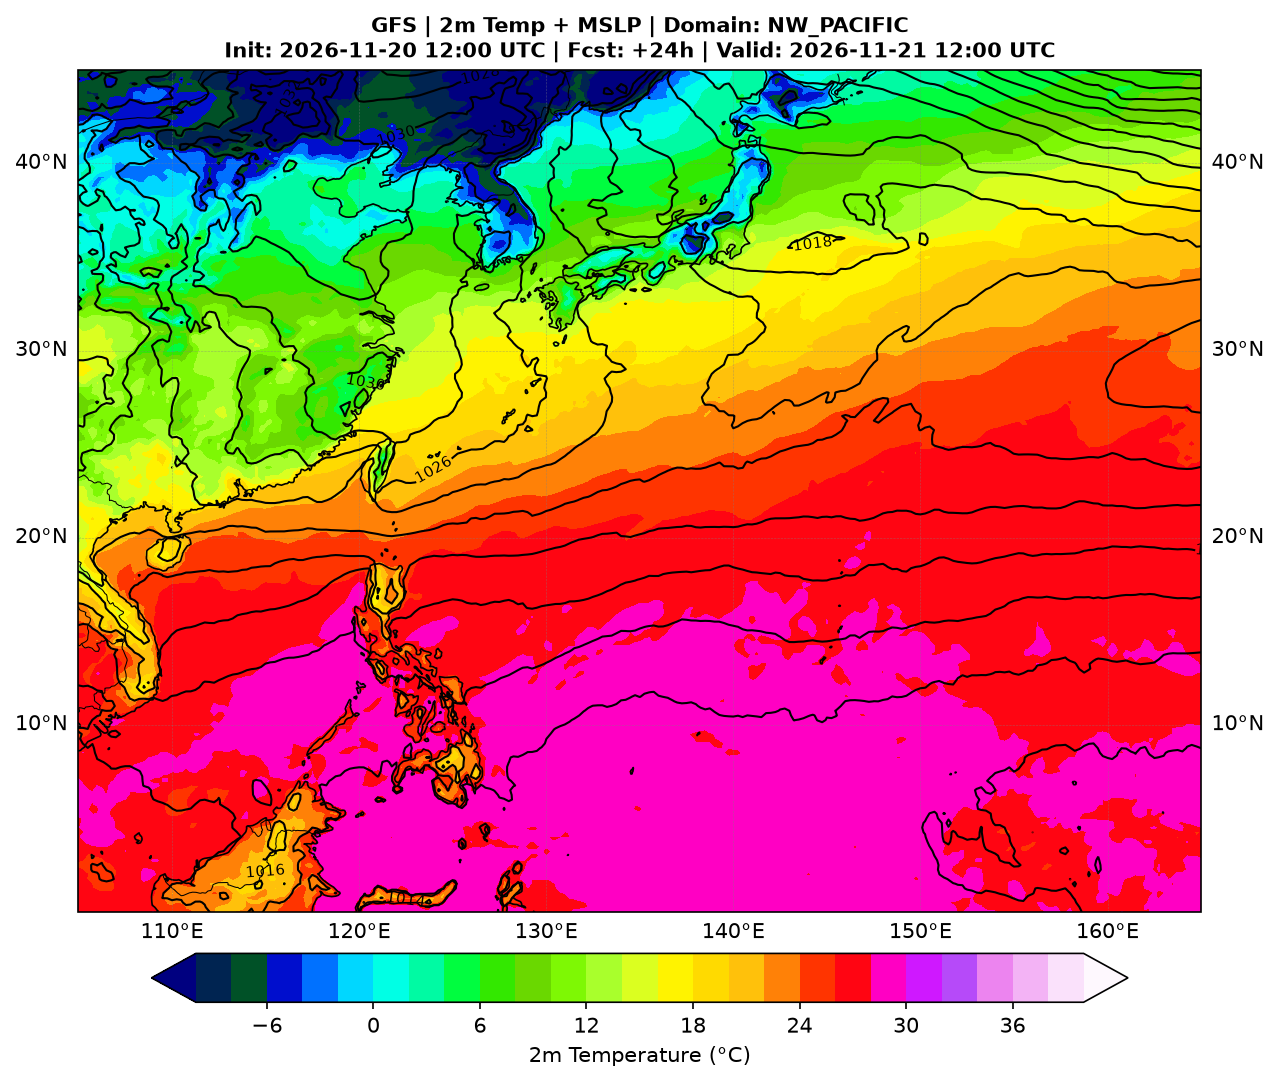 GFS | 2m Temp + MSLP | Domain: NW_PACIFIC
Init: 2026-11-20 12:00 UTC | Fcst: +24h | Valid: 2026-11-21 12:00 UTC
1030
40°N 40°N
1018
30°N 30°N
1030
1026
20°N 20°N
10°N 10°N
1016
1014
110°E 120°E 130°E 140°E 150°E 160°E
−6 0 6 12 18 24 30 36
2m Temperature (°C)